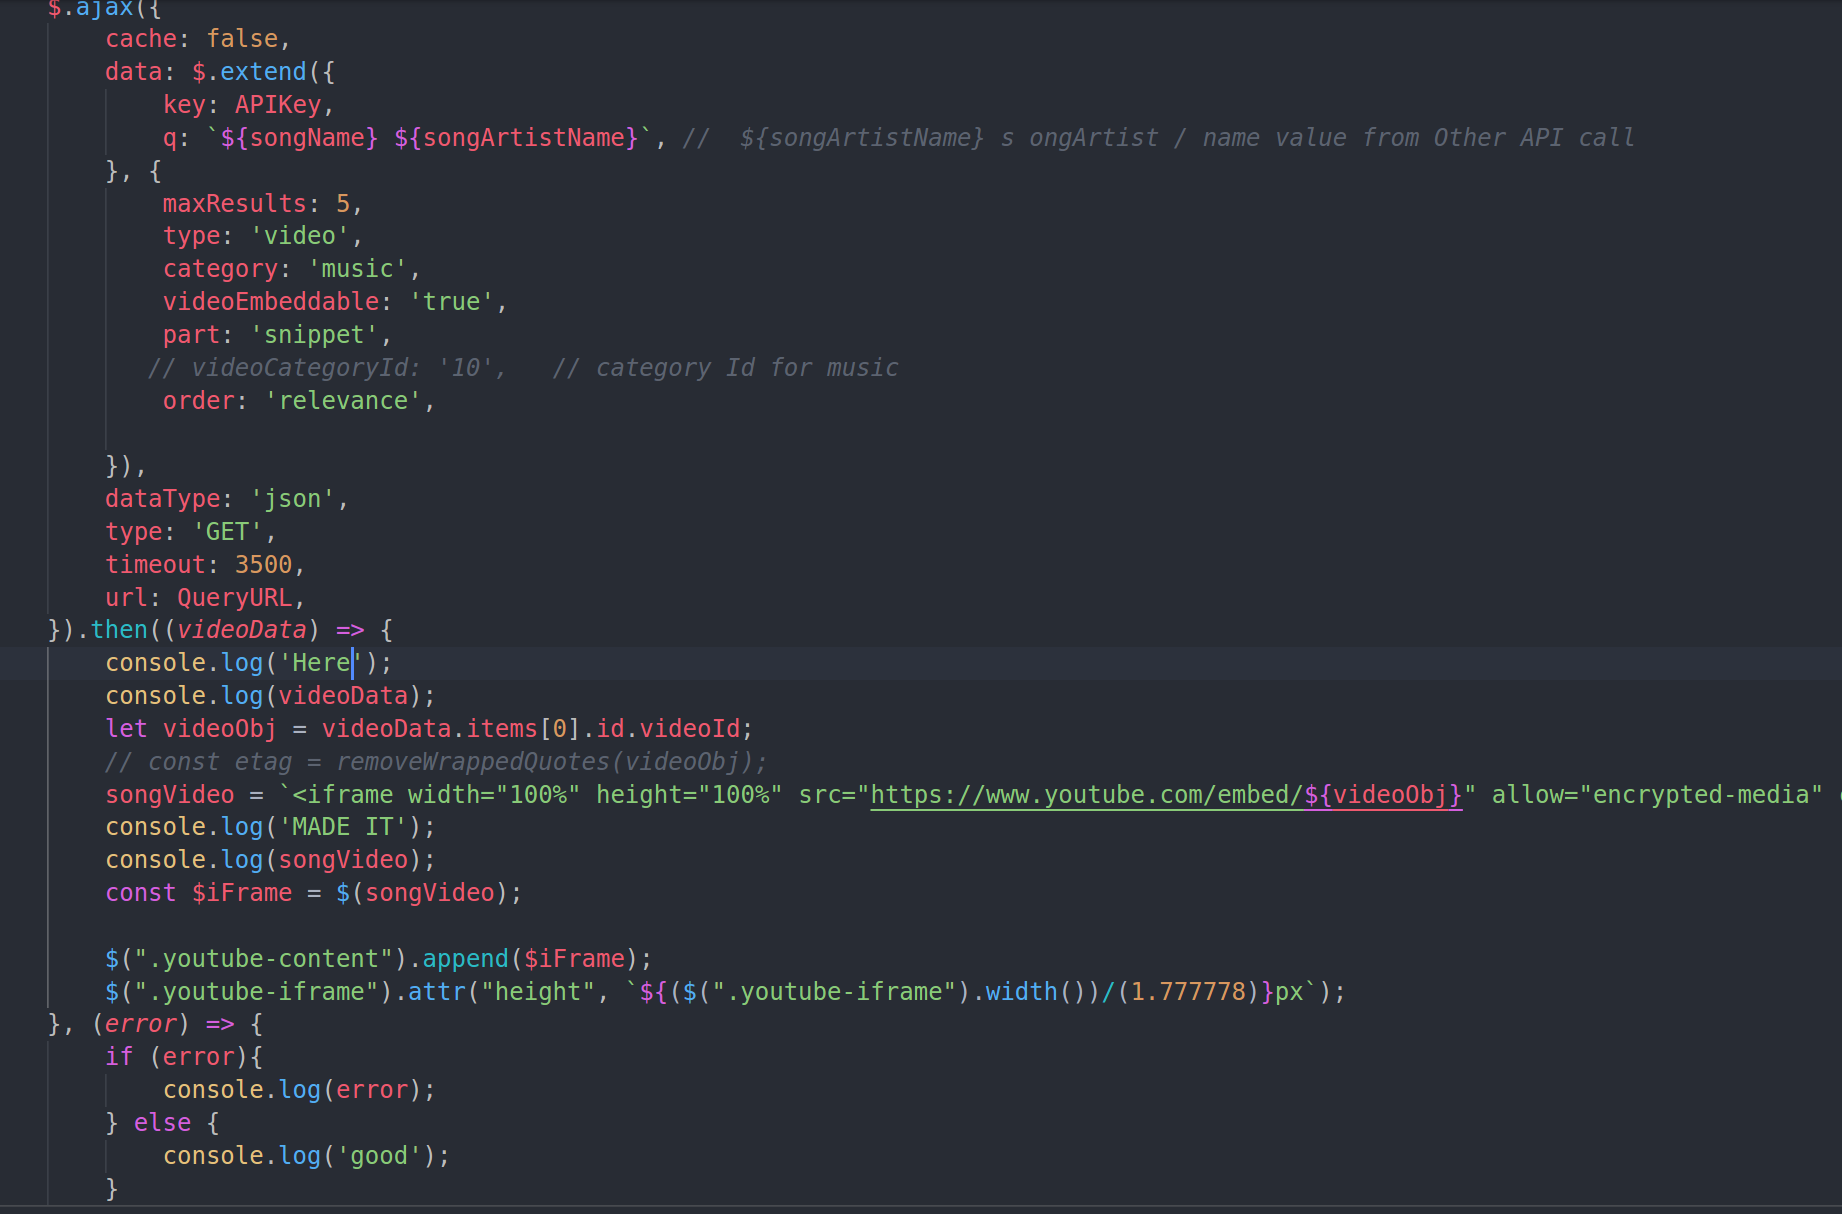 $.ajax({
cache: false,
data: $.extend({
key: APIKey,
q: `${songName} ${songArtistName}`, //  ${songArtistName} s ongArtist / name value from Other API call
}, {
maxResults: 5,
type: 'video',
category: 'music',
videoEmbeddable: 'true',
part: 'snippet',
// videoCategoryId: '10',   // category Id for music
order: 'relevance',
}),
dataType: 'json',
type: 'GET',
timeout: 3500,
url: QueryURL,
}).then((videoData) => {
console.log('Here');
console.log(videoData);
let videoObj = videoData.items[0].id.videoId;
// const etag = removeWrappedQuotes(videoObj);
songVideo = `<iframe width="100%" height="100%" src="https://www.youtube.com/embed/${videoObj}" allow="encrypted-media"
console.log('MADE IT');
console.log(songVideo);
const $iFrame = $(songVideo);
$(".youtube-content").append($iFrame);
$(".youtube-iframe").attr("height", `${($(".youtube-iframe").width())/(1.777778)}px`);
}, (error) => {
if (error){
console.log(error);
} else {
console.log('good');
}